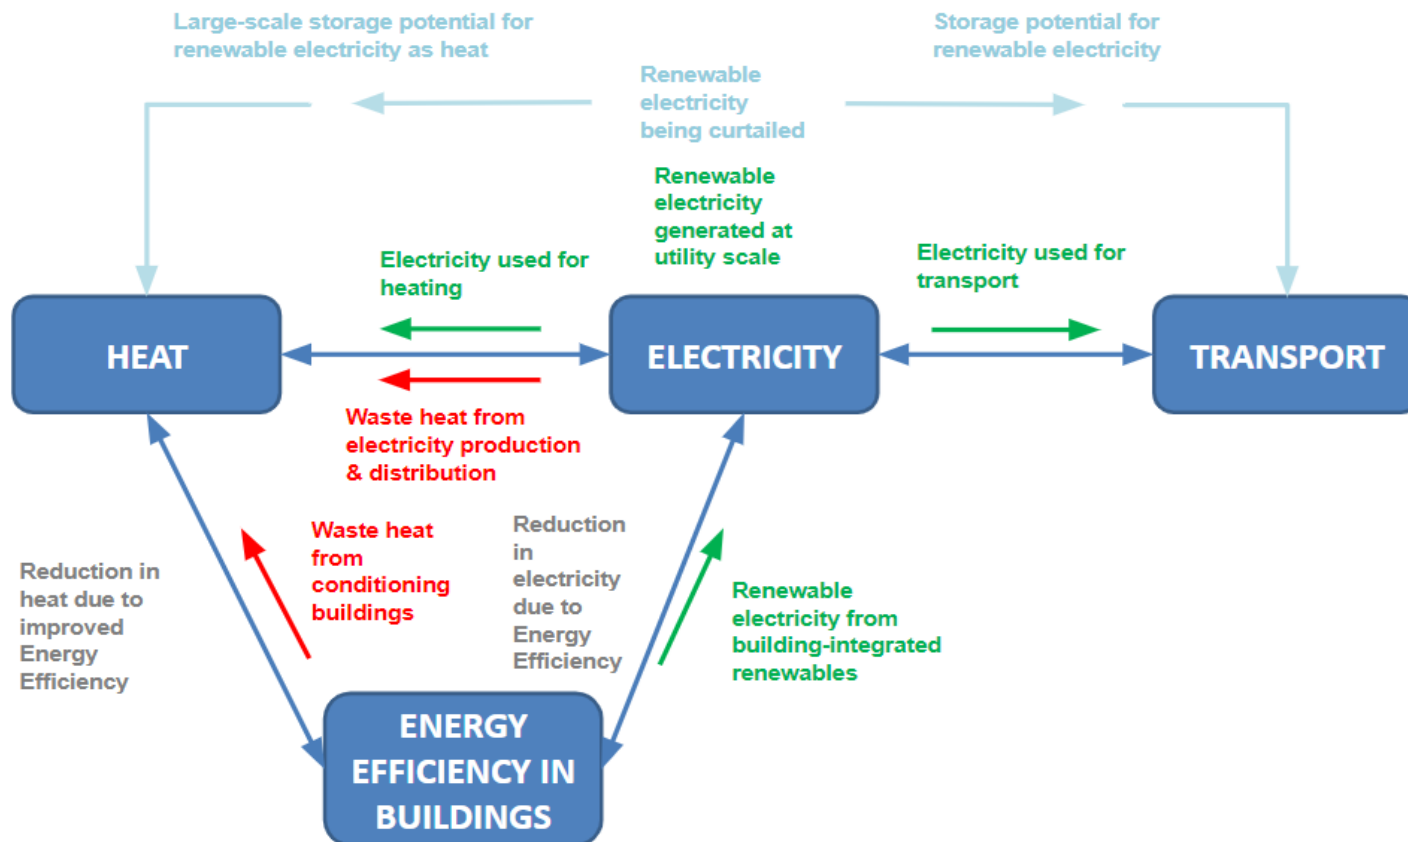 Large-scale storage potential for
renewable electricity as heat
Storage potential for
renewable electricity
Renewable
electricity
being curtailed
Renewable
electricity
generated at
utility scale
Electricity used for
heating
Electricity used for
transport
HEAT
ELECTRICITY
TRANSPORT
Waste heat from
electricity production
& distribution
Waste heat
from
conditioning
buildings
Reduction
in
electricity
due to
Energy
Efficiency
Reduction in
heat due to
improved
Energy
Efficiency
Renewable
electricity from
building-integrated
renewables
ENERGY
EFFICIENCY IN
BUILDINGS